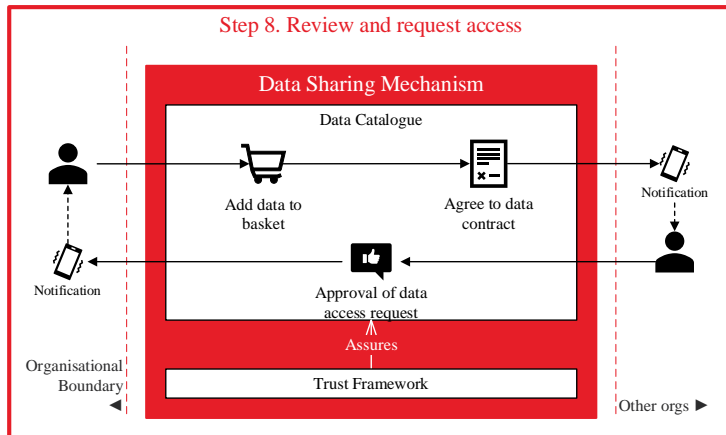 Step 8. Review and request access
Data Sharing Mechanism
Data Catalogue
Add data to
basket
Agree to data
contract
Notification
Notification
Approval of data
access request
Assures
Trust Framework
Organisational
Boundary
Other orgs